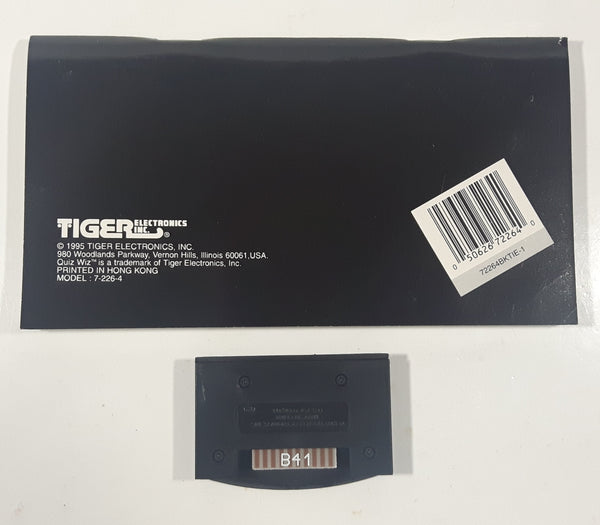 TIGER ELECTRONICS INC.®
© 1995 TIGER ELECTRONICS, INC.
980 Woodlands Parkway, Vernon Hills, Illinois 60061, USA.
Quiz Wiz™ is a trademark of Tiger Electronics, Inc.
PRINTED IN HONG KONG
MODEL : 7-226-4
0 50626 72264 0
72264BKTIE-1
B41